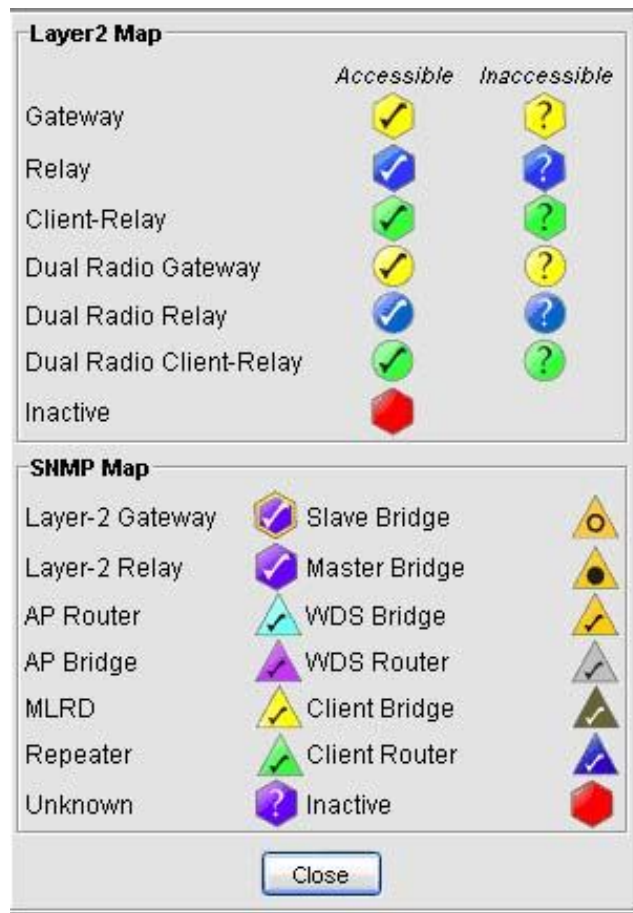 Layer2 Map
Accessible Inaccessible
Gateway
Relay
Client-Relay
Dual Radio Gateway
Dual Radio Relay
Dual Radio Client-Relay
Inactive
SNMP Map
Layer-2 Gateway Slave Bridge
Layer-2 Relay Master Bridge
AP Router WDS Bridge
AP Bridge WDS Router
MLRD Client Bridge
Repeater Client Router
Unknown Inactive
Close